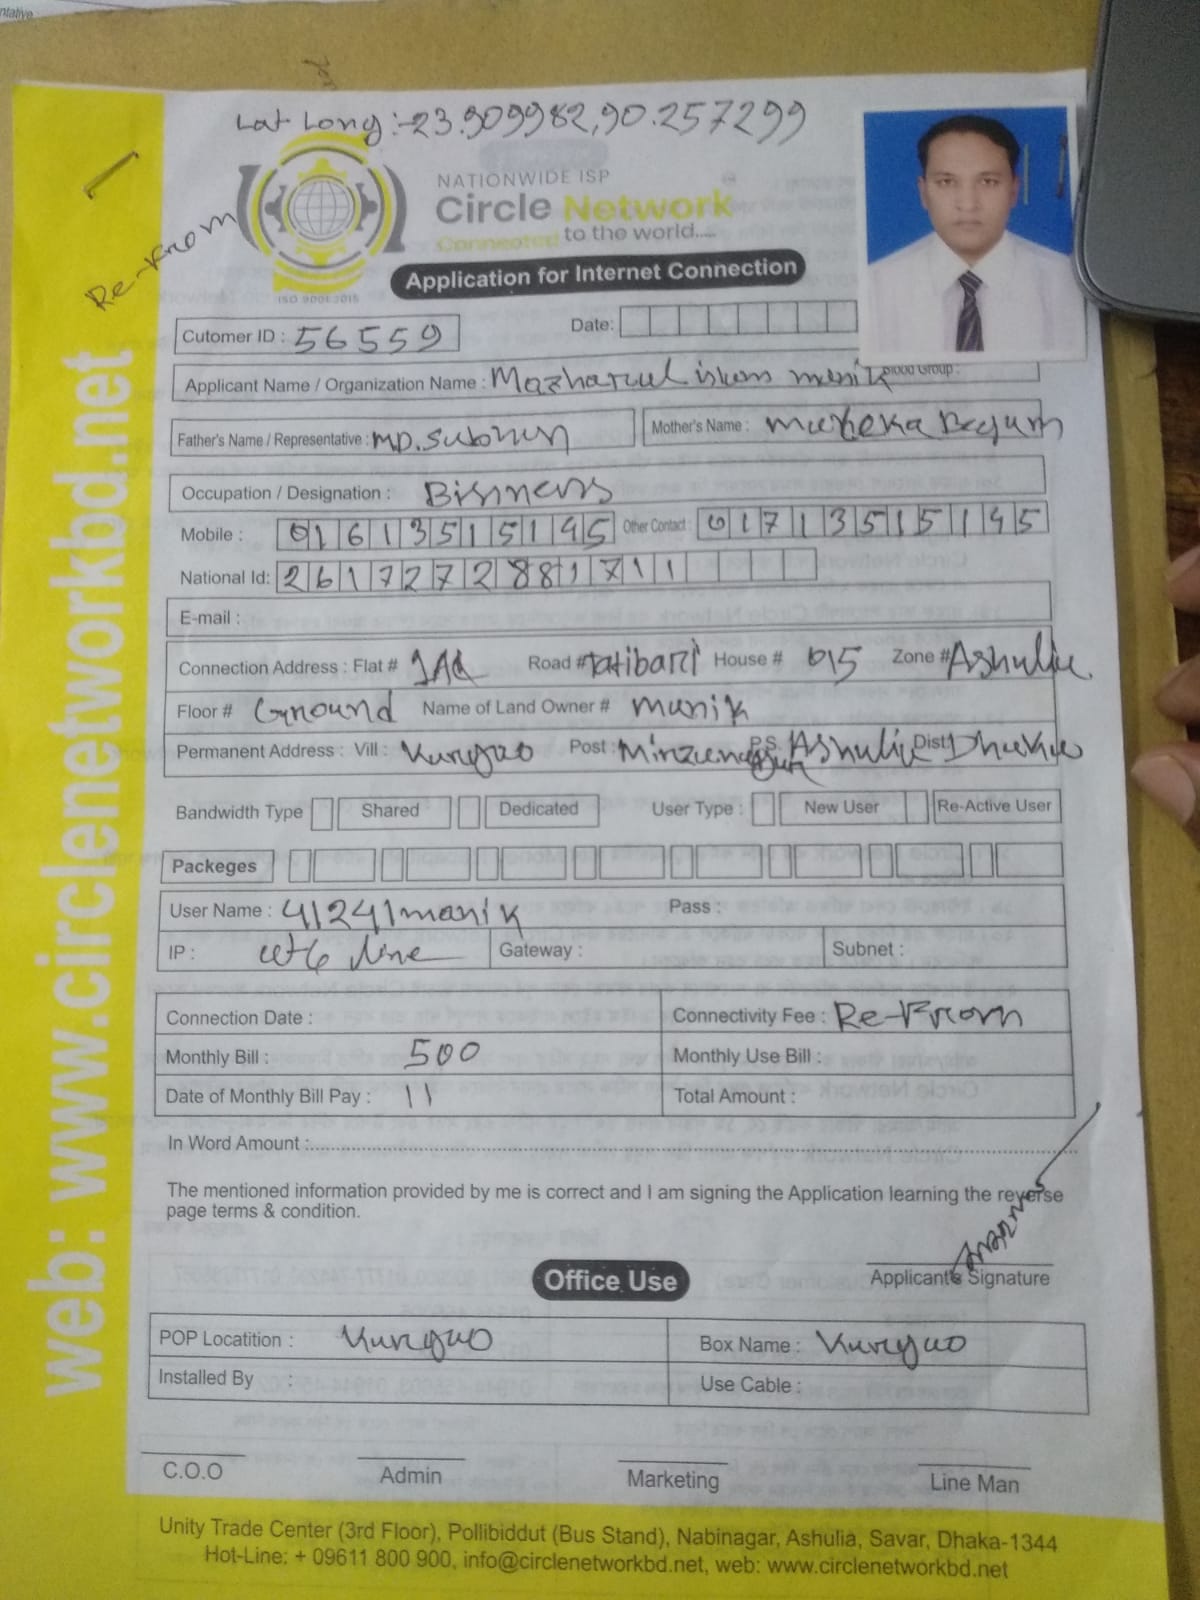 Lat Long:-23.909982,90.257299
Re-From
NATIONWIDE ISP
Circle Network
Connected to the world....
ISO 9001:2015
Application for Internet Connection
Cutomer ID : 56559
Date:
Applicant Name / Organization Name : Mazharul islam manik Blood Group :
Father's Name / Representative : MD. Subhan
Mother's Name : Begum
Occupation / Designation : Bisiness
Mobile : 01613515145 Other Contact : 01713515145
National Id: 2617272881711
E-mail :
Connection Address : Flat # Road # Tatibari House # 015 Zone # Ashulia
Floor # Ground Name of Land Owner # Manik
Permanent Address : Vill : Kurgao Post : P.S. Ashulia Dist Dhaka
Bandwidth Type Shared Dedicated User Type : New User Re-Active User
Packeges
User Name : 41241manik Pass :
IP : cat6 line Gateway : Subnet :
Connection Date : Connectivity Fee : Re-From
Monthly Bill : 500 Monthly Use Bill :
Date of Monthly Bill Pay : 11 Total Amount :
In Word Amount :
The mentioned information provided by me is correct and I am signing the Application learning the reverse
page terms & condition.
Applicant's Signature
Office Use
POP Locatition : Kurgao Box Name : Kurgao
Installed By : Use Cable :
C.O.O Admin Marketing Line Man
Unity Trade Center (3rd Floor), Pollibiddut (Bus Stand), Nabinagar, Ashulia, Savar, Dhaka-1344
Hot-Line: + 09611 800 900, info@circlenetworkbd.net, web: www.circlenetworkbd.net
web: www.circlenetworkbd.net